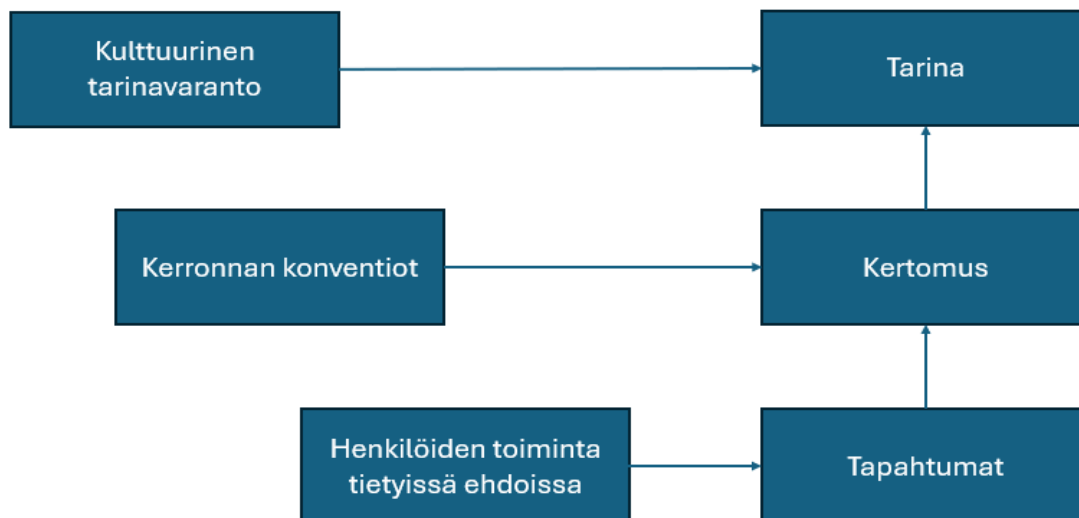 Kulttuurinen
tarinavaranto
Tarina
Kerronnan konventiot
Kertomus
Henkilöiden toiminta
tietyissä ehdoissa
Tapahtumat